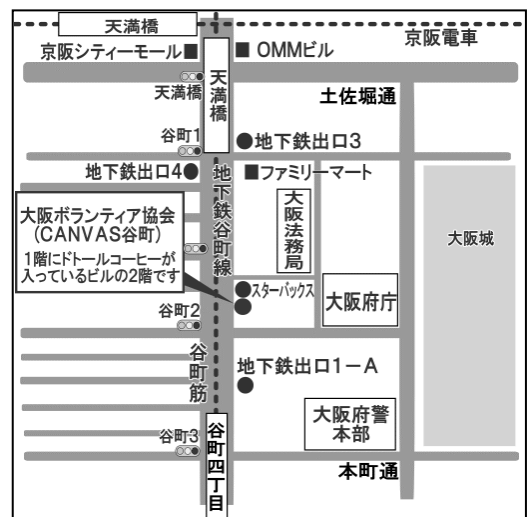 天満橋
京阪シティーモール■
■ OMMビル
京阪電車
天満橋
天満橋
土佐堀通
谷町1
●地下鉄出口3
地下鉄出口4●
■ファミリーマート
地下鉄谷町線
大阪法務局
大阪城
大阪ボランティア協会
(CANVAS谷町)
1階にドトールコーヒーが
入っているビルの2階です
●スターバックス
大阪府庁
谷町2
谷町筋
地下鉄出口1-A
大阪府警
本部
谷町3
谷町四丁目
本町通